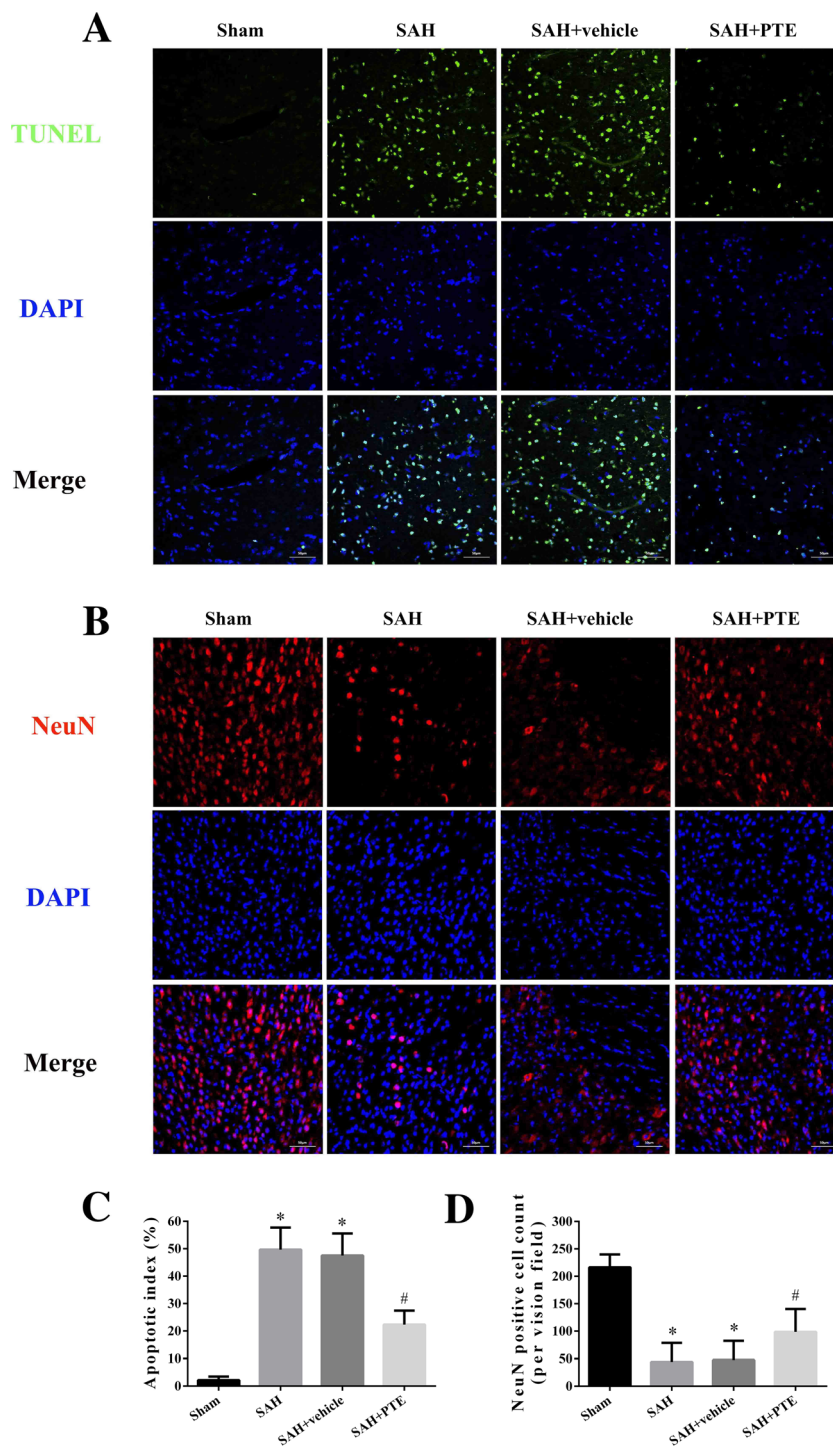 A
Sham SAH SAH+vehicle SAH+PTE
TUNEL
DAPI
Merge
B
Sham SAH SAH+vehicle SAH+PTE
NeuN
DAPI
Merge
C
Apoptotic index (%)
60
50
40
30
20
10
0
* * #
Sham SAH SAH+vehicle SAH+PTE
D
NeuN positive cell count
(per vision field)
300
250
200
150
100
50
0
* * #
Sham SAH SAH+vehicle SAH+PTE